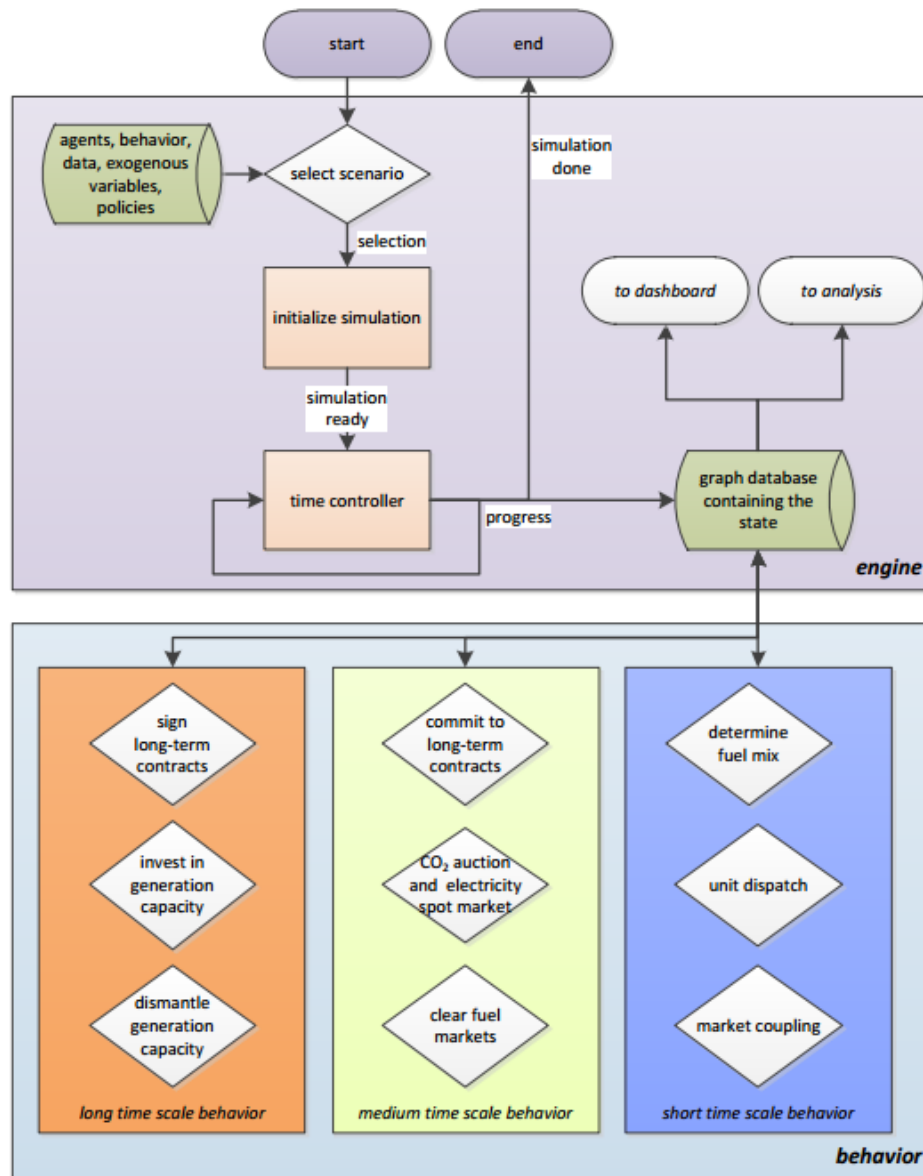 start
end
agents, behavior,
data, exogenous
variables,
policies
select scenario
simulation
done
selection
initialize simulation
to dashboard
to analysis
simulation
ready
time controller
progress
graph database
containing the
state
engine
sign
long-term
contracts
commit to
long-term
contracts
determine
fuel mix
invest in
generation
capacity
CO₂ auction
and electricity
spot market
unit dispatch
dismantle
generation
capacity
clear fuel
markets
market coupling
long time scale behavior
medium time scale behavior
short time scale behavior
behavior